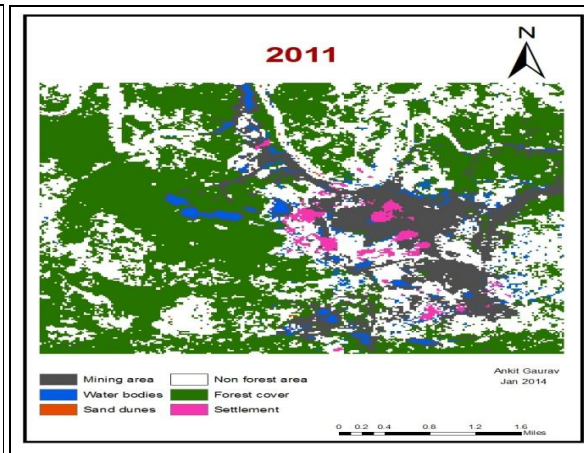 N
2011
Mining area
Non forest area
Water bodies
Forest cover
Sand dunes
Settlement
Ankit Gaurav
Jan 2014
0 0.2 0.4 0.8 1.2 1.6
Miles